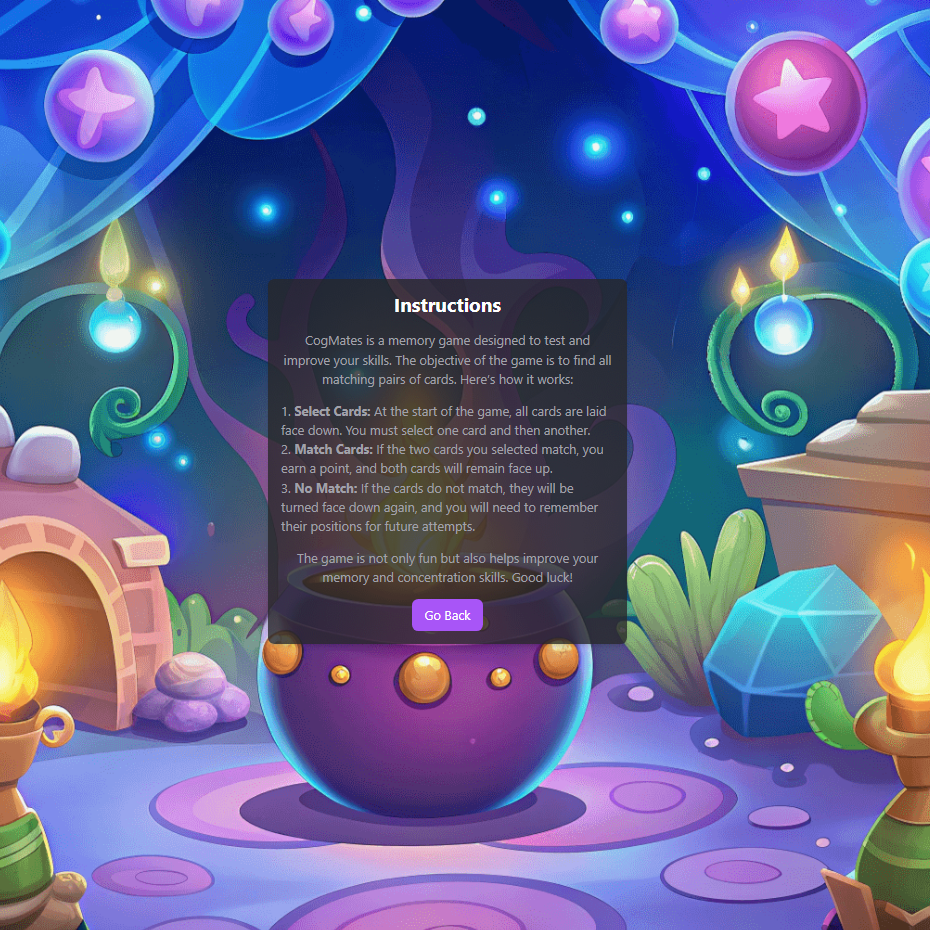 Instructions
CogMates is a memory game designed to test and
improve your skills. The objective of the game is to find all
matching pairs of cards. Here's how it works:
1. Select Cards: At the start of the game, all cards are laid
face down. You must select one card and then another.
2. Match Cards: If the two cards you selected match, you
earn a point, and both cards will remain face up.
3. No Match: If the cards do not match, they will be
turned face down again, and you will need to remember
their positions for future attempts.
The game is not only fun but also helps improve your
memory and concentration skills. Good luck!
Go Back